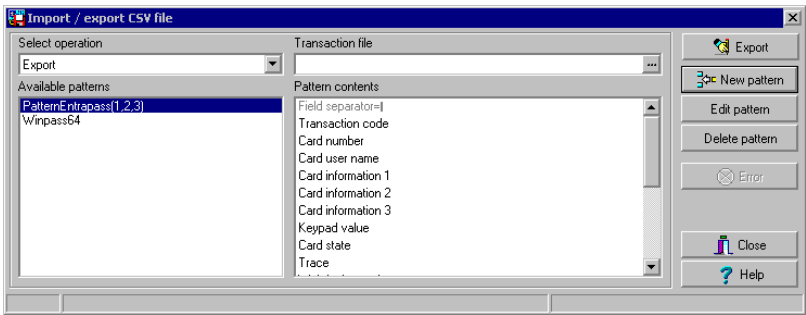 Import / export CSV file
Select operation
Export
Transaction file
...
Available patterns
PatternEntrapass(1,2,3)
Winpass64
Pattern contents
Field separator=|
Transaction code
Card number
Card user name
Card information 1
Card information 2
Card information 3
Keypad value
Card state
Trace
Export
New pattern
Edit pattern
Delete pattern
Error
Close
Help